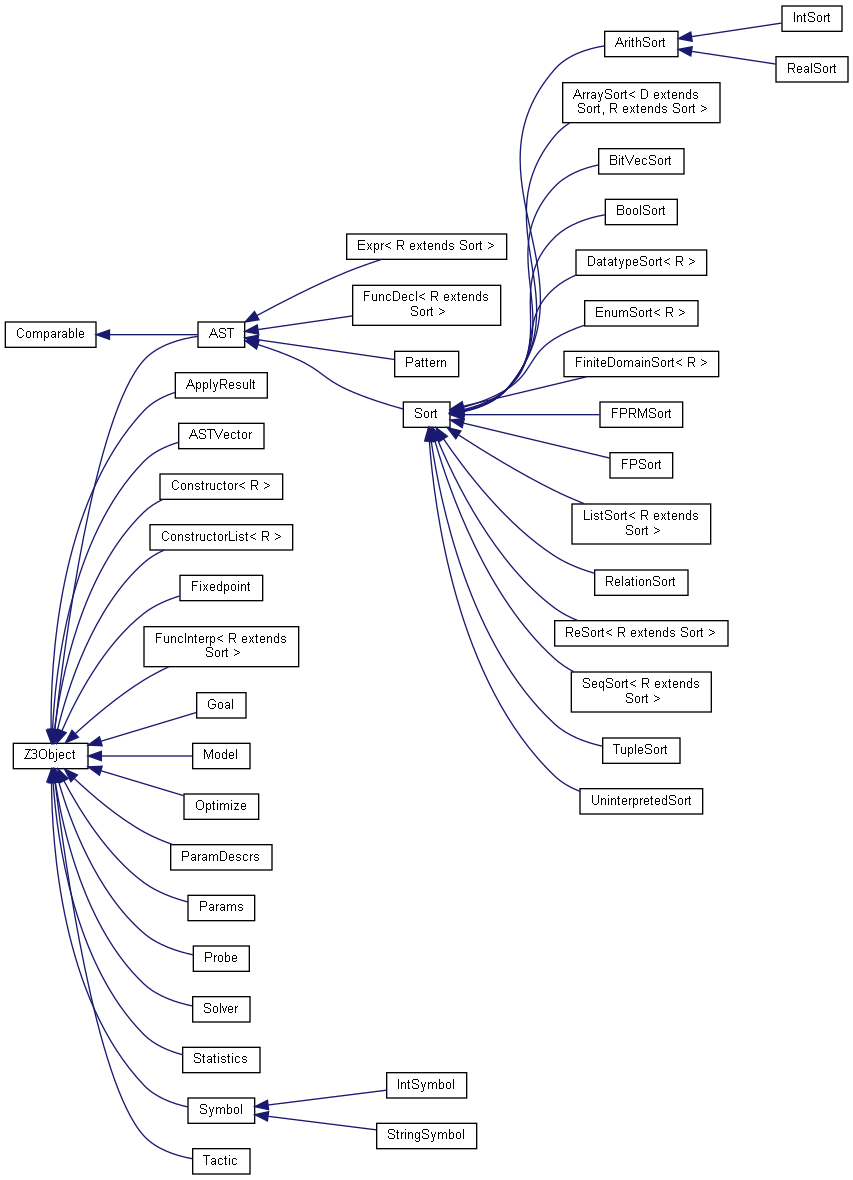 IntSort
ArithSort
RealSort
ArraySort< D extends
Sort, R extends Sort >
BitVecSort
BoolSort
Expr< R extends Sort >
DatatypeSort< R >
FuncDecl< R extends
Sort >
EnumSort< R >
Comparable
AST
Pattern
FiniteDomainSort< R >
ApplyResult
Sort
FPRMSort
ASTVector
FPSort
Constructor< R >
ListSort< R extends
Sort >
ConstructorList< R >
Fixedpoint
RelationSort
FuncInterp< R extends
Sort >
ReSort< R extends Sort >
SeqSort< R extends
Sort >
Goal
Z3Object
Model
TupleSort
Optimize
UninterpretedSort
ParamDescrs
Params
Probe
Solver
Statistics
IntSymbol
Symbol
StringSymbol
Tactic